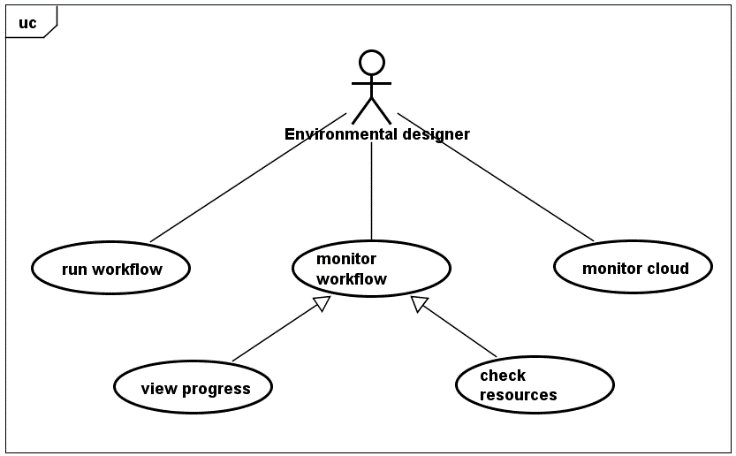 uc
Environmental designer
run workflow
monitor
workflow
monitor cloud
view progress
check
resources